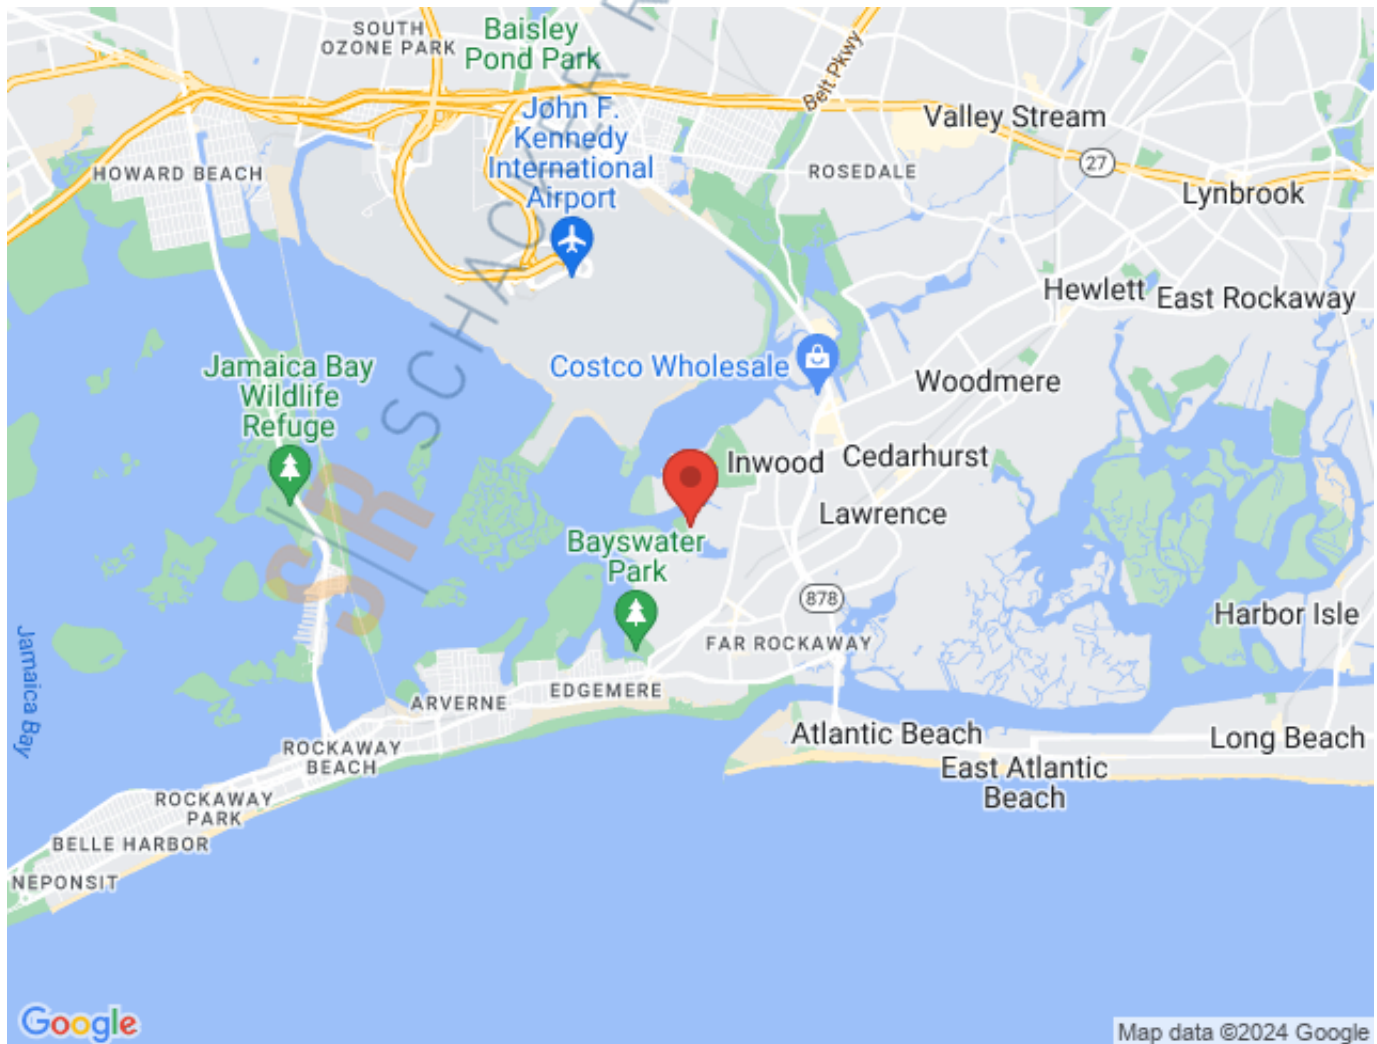 SOUTH
OZONE PARK
Baisley
Pond Park
Belt Pkwy
John F.
Kennedy
International
Airport
Valley Stream
27
HOWARD BEACH
ROSEDALE
Lynbrook
Hewlett
East Rockaway
Jamaica Bay
Wildlife
Refuge
Costco Wholesale
Woodmere
SIR
Inwood
Cedarhurst
Lawrence
Bayswater
Park
878
Harbor Isle
FAR ROCKAWAY
Jamaica Bay
EDGEMERE
ARVERNE
Atlantic Beach
Long Beach
ROCKAWAY
BEACH
East Atlantic
Beach
ROCKAWAY
PARK
BELLE HARBOR
NEPONSIT
Google
Map data ©2024 Google